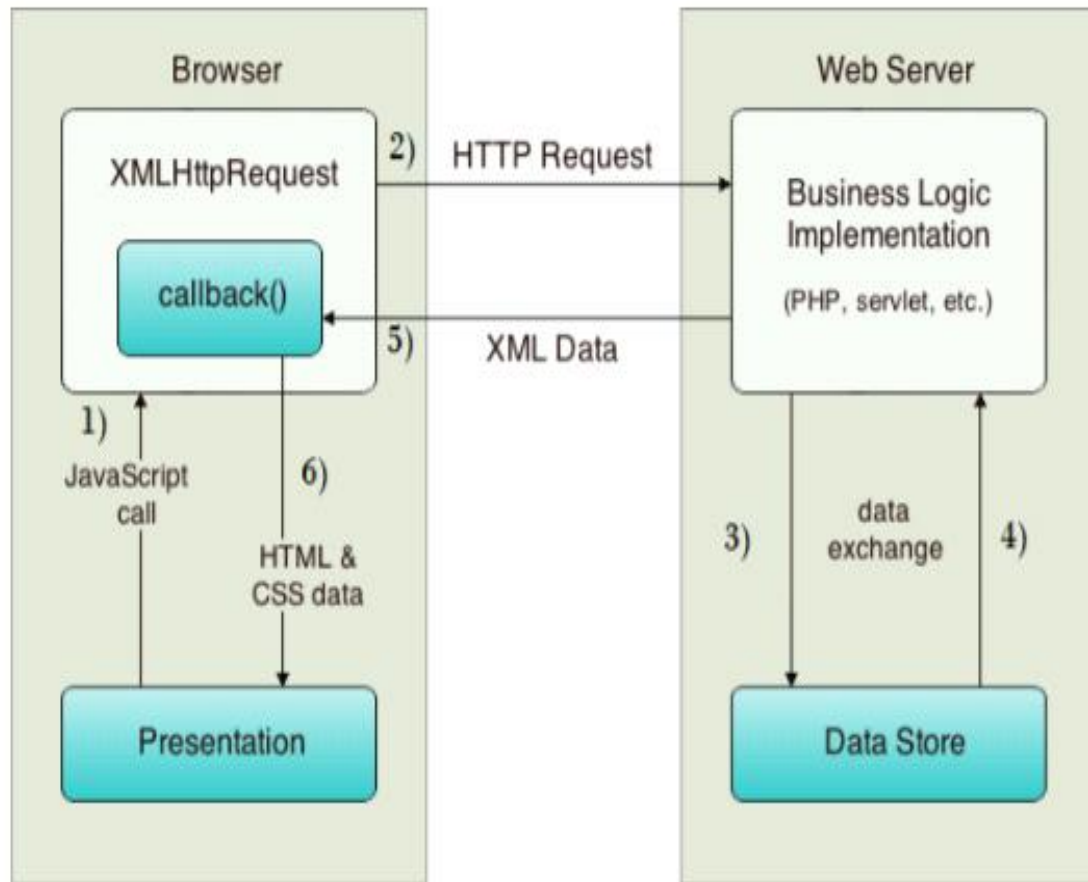 Browser
Web Server
XMLHttpRequest
2)
HTTP Request
Business Logic
Implementation
(PHP, servlet, etc.)
callback()
5)
XML Data
1)
JavaScript
call
6)
HTML &
CSS data
3)
data
exchange
4)
Presentation
Data Store